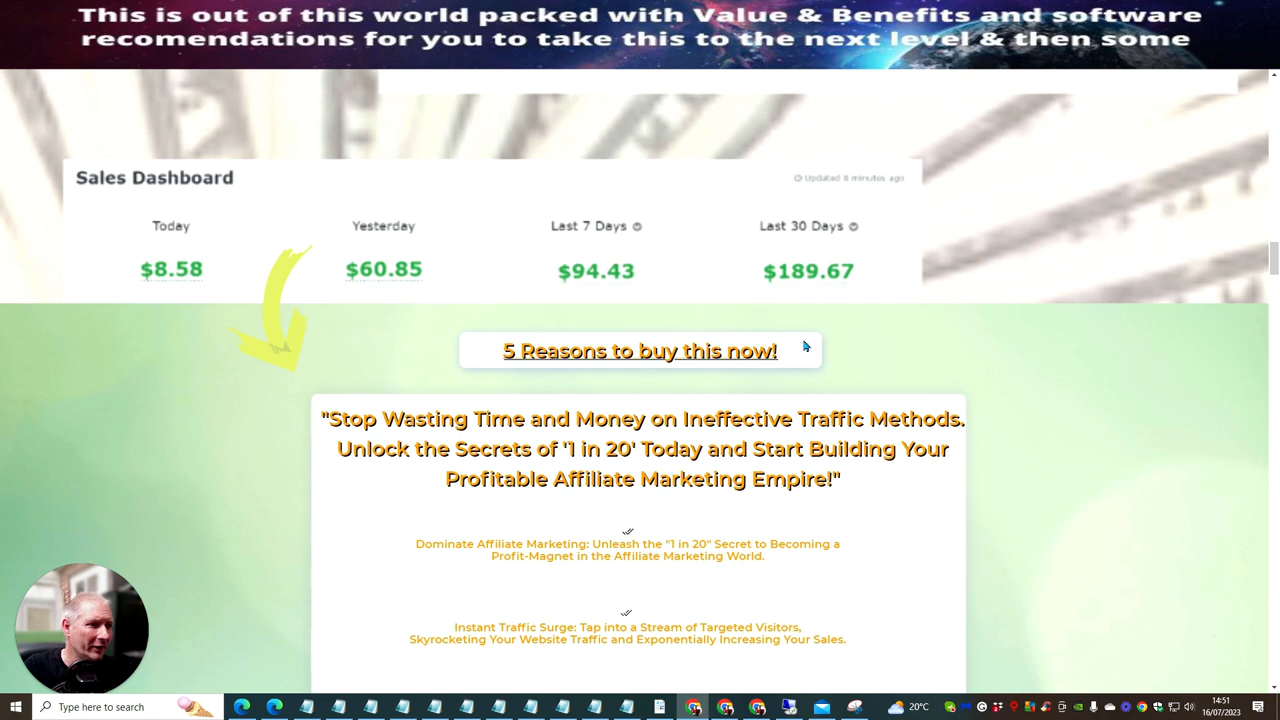 This is out of this world packed with Value & Benefits and software
recomendations for you to take this to the next level & then some
Sales Dashboard
Updated 8 minutes ago
Today
Yesterday
Last 7 Days
Last 30 Days
$8.58
$60.85
$94.43
$189.67
5 Reasons to buy this now!
"Stop Wasting Time and Money on Ineffective Traffic Methods.
Unlock the Secrets of '1 in 20' Today and Start Building Your
Profitable Affiliate Marketing Empire!"
Dominate Affiliate Marketing: Unleash the "1 in 20" Secret to Becoming a
Profit-Magnet in the Affiliate Marketing World.
Instant Traffic Surge: Tap into a Stream of Targeted Visitors,
Skyrocketing Your Website Traffic and Exponentially Increasing Your Sales.
Type here to search
20°C
14:51
16/07/2023